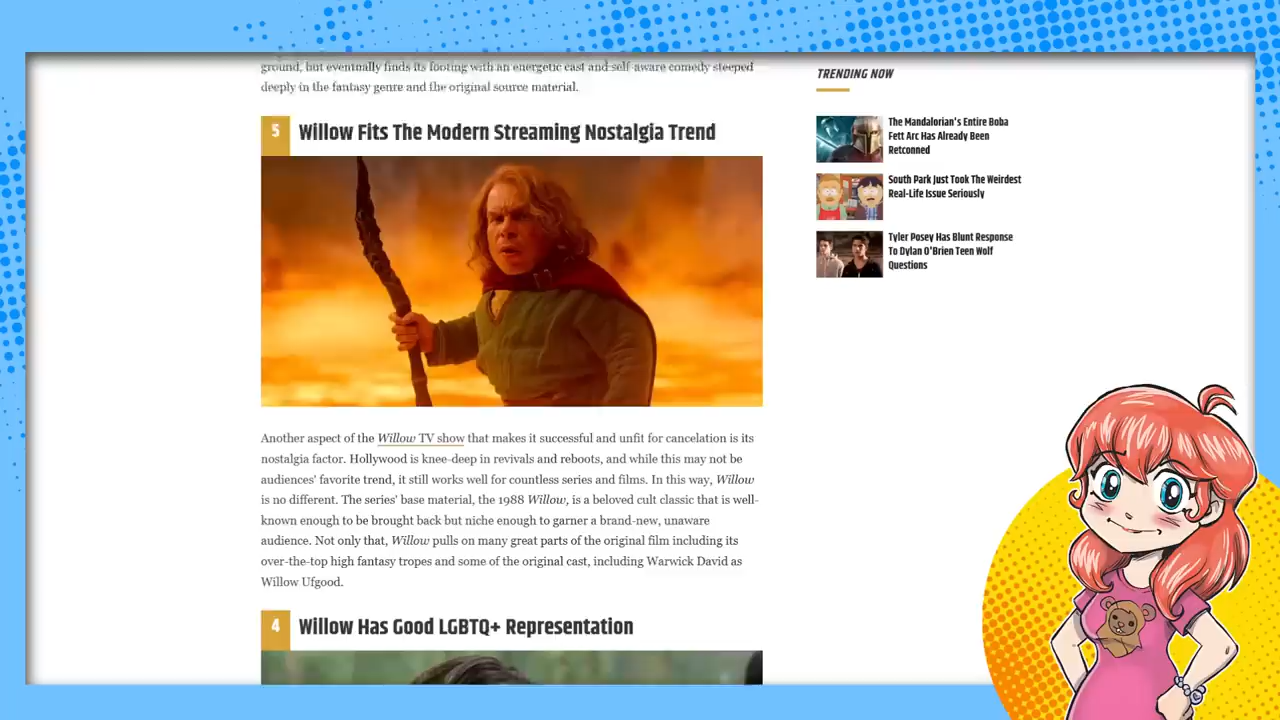 ground, but eventually finds its footing with an energetic cast and self-aware comedy steeped
deeply in the fantasy genre and the original source material.
5
Willow Fits The Modern Streaming Nostalgia Trend
Another aspect of the Willow TV show that makes it successful and unfit for cancelation is its
nostalgia factor. Hollywood is knee-deep in revivals and reboots, and while this may not be
audiences' favorite trend, it still works well for countless series and films. In this way, Willow
is no different. The series' base material, the 1988 Willow, is a beloved cult classic that is well-
known enough to be brought back but niche enough to garner a brand-new, unaware
audience. Not only that, Willow pulls on many great parts of the original film including its
over-the-top high fantasy tropes and some of the original cast, including Warwick David as
Willow Ufgood.
4
Willow Has Good LGBTQ+ Representation
TRENDING NOW
The Mandalorian's Entire Boba
Fett Arc Has Already Been
Retconned
South Park Just Took The Weirdest
Real-Life Issue Seriously
Tyler Posey Has Blunt Response
To Dylan O'Brien Teen Wolf
Questions